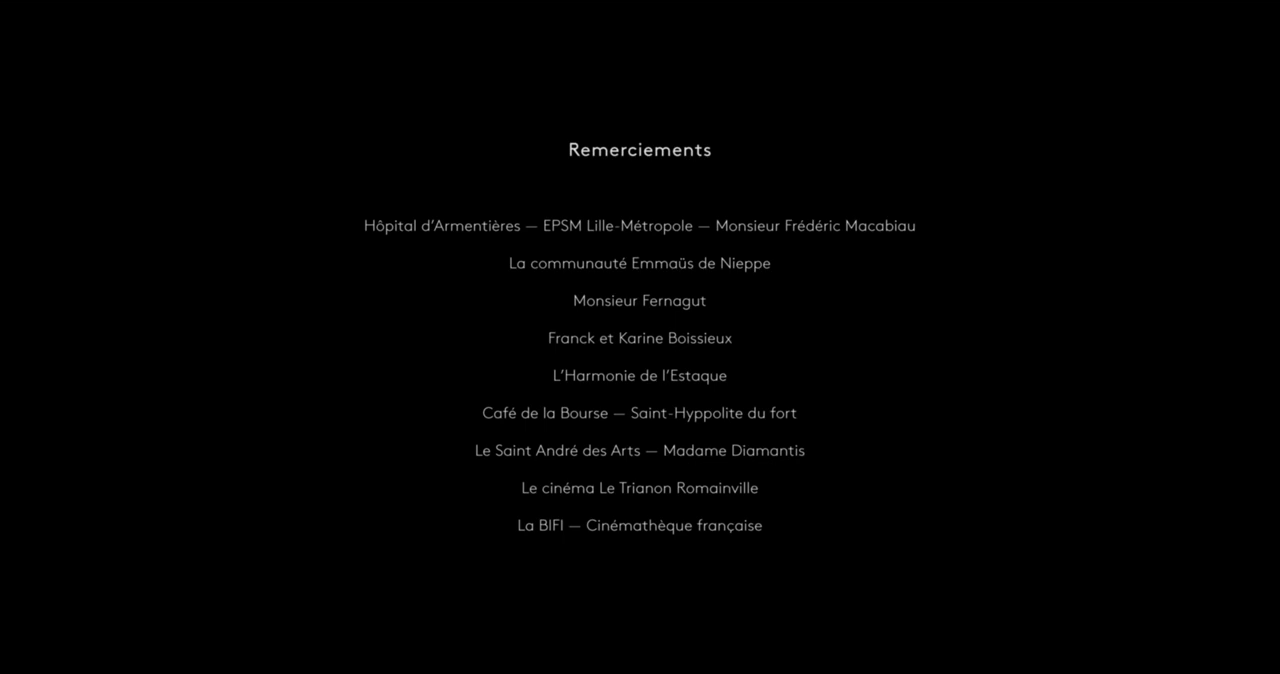 Remerciements
Hôpital d’Armentières — EPSM Lille-Métropole — Monsieur Frédéric Macabiau
La communauté Emmaüs de Nieppe
Monsieur Fernagut
Franck et Karine Boissieux
L’Harmonie de l’Estaque
Café de la Bourse — Saint-Hyppolite du fort
Le Saint André des Arts — Madame Diamantis
Le cinéma Le Trianon Romainville
La BIFI — Cinémathèque française